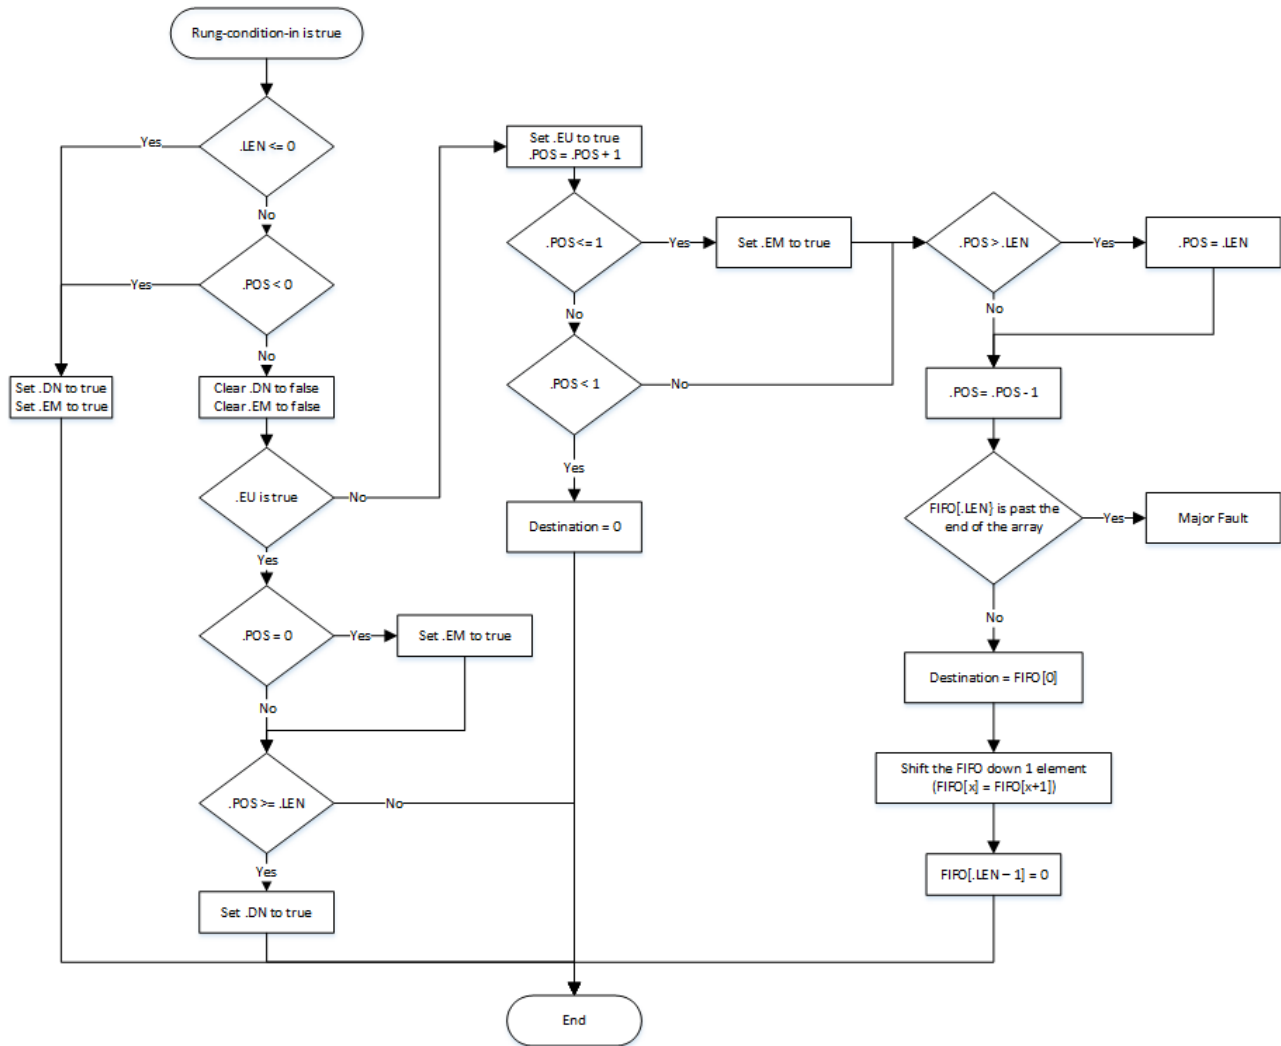 Rung-condition-in is true
.LEN <= 0
Yes
No
.POS < 0
Yes
No
Set .DN to true
Set .EM to true
Clear .DN to false
Clear .EM to false
.EU is true
No
Yes
.POS = 0
Yes
Set .EM to true
No
.POS >= .LEN
No
Yes
Set .DN to true
Set .EU to true
.POS = .POS + 1
.POS<= 1
Yes
Set .EM to true
No
.POS < 1
No
Yes
Destination = 0
.POS > .LEN
Yes
.POS = .LEN
No
.POS = .POS - 1
FIFO[.LEN} is past the
end of the array
Yes
Major Fault
No
Destination = FIFO[0]
Shift the FIFO down 1 element
(FIFO[x] = FIFO[x+1])
FIFO[.LEN – 1] = 0
End